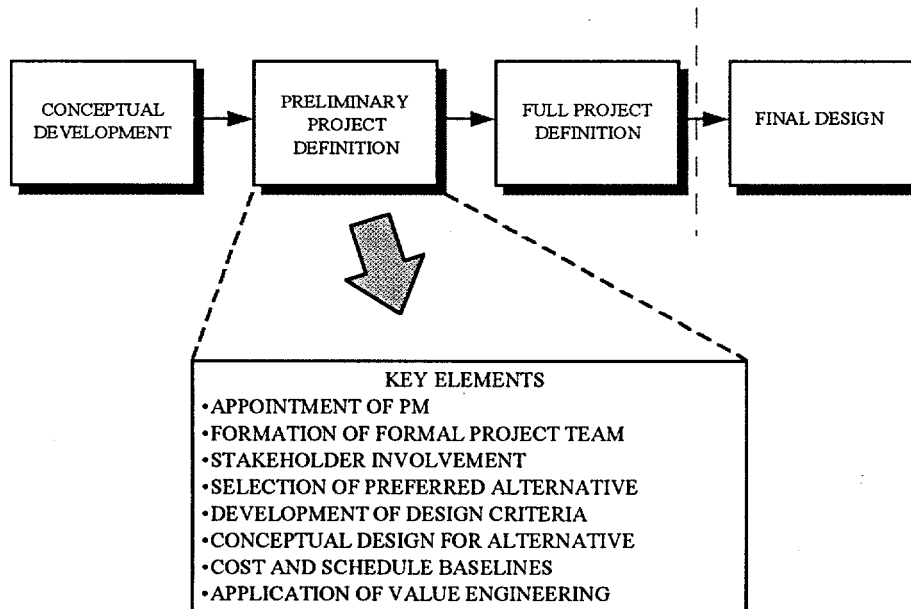 CONCEPTUAL
DEVELOPMENT
PRELIMINARY
PROJECT
DEFINITION
FULL PROJECT
DEFINITION
FINAL DESIGN
KEY ELEMENTS
•APPOINTMENT OF PM
•FORMATION OF FORMAL PROJECT TEAM
•STAKEHOLDER INVOLVEMENT
•SELECTION OF PREFERRED ALTERNATIVE
•DEVELOPMENT OF DESIGN CRITERIA
•CONCEPTUAL DESIGN FOR ALTERNATIVE
•COST AND SCHEDULE BASELINES
•APPLICATION OF VALUE ENGINEERING